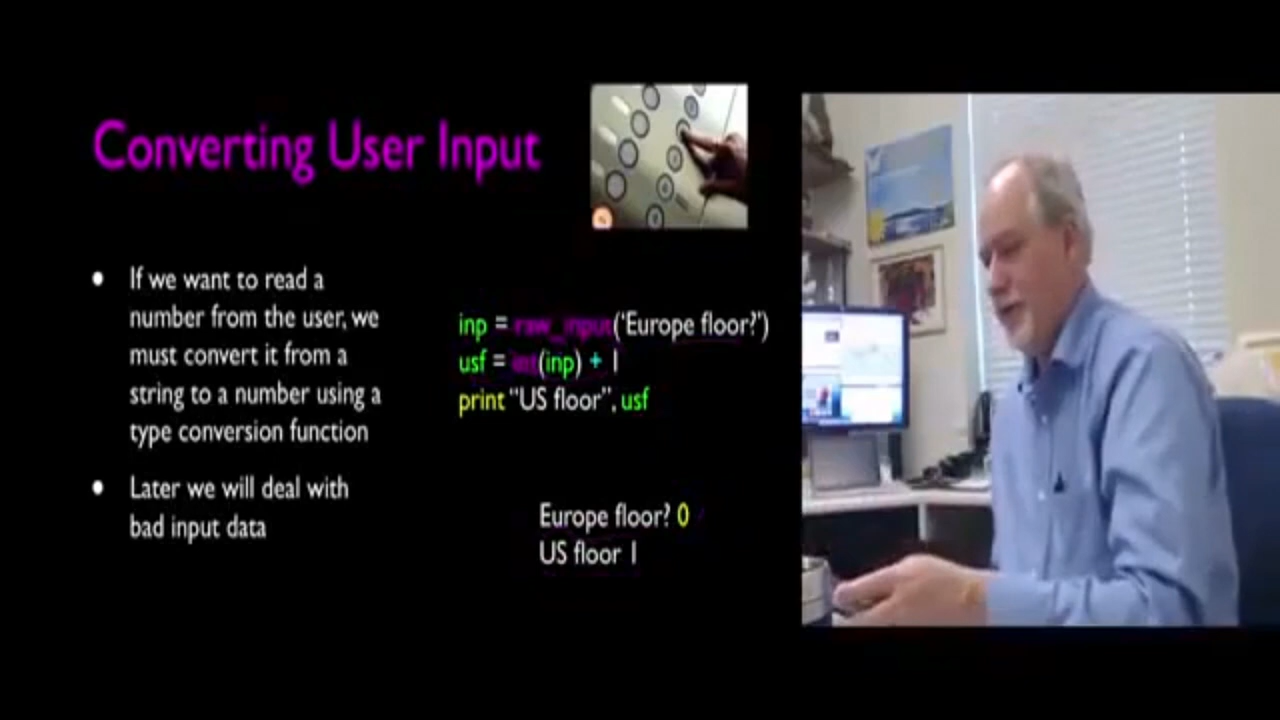 Converting User Input
• If we want to read a
number from the user, we
must convert it from a
string to a number using a
type conversion function
• Later we will deal with
bad input data
inp = raw_input(‘Europe floor?’)
usf = int(inp) + 1
print “US floor”, usf
Europe floor? 0
US floor 1